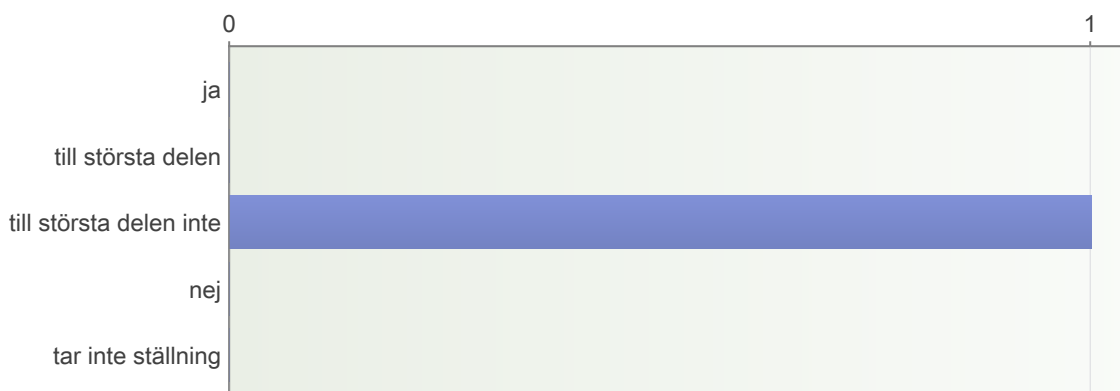 0 1
ja
till största delen
till största delen inte
nej
tar inte ställning